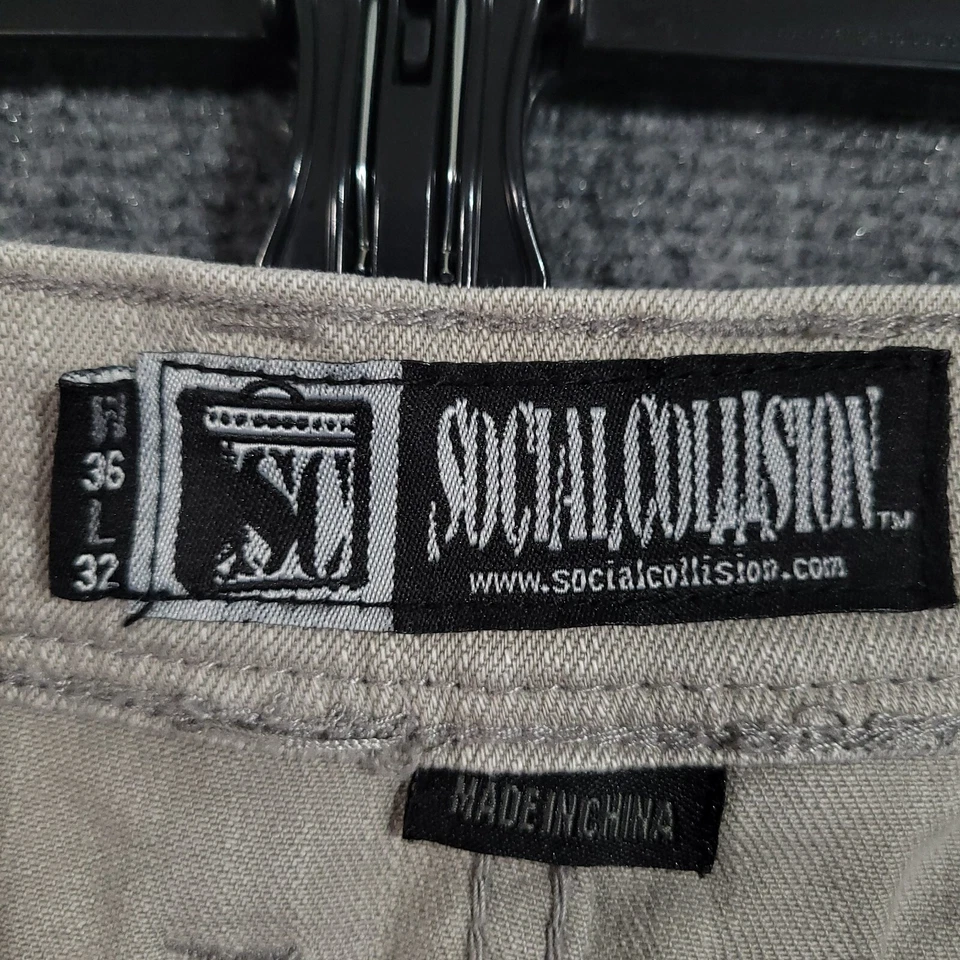 W
36
L
32
SC
SOCIAL COLLISION™
www.socialcollision.com
MADE IN CHINA